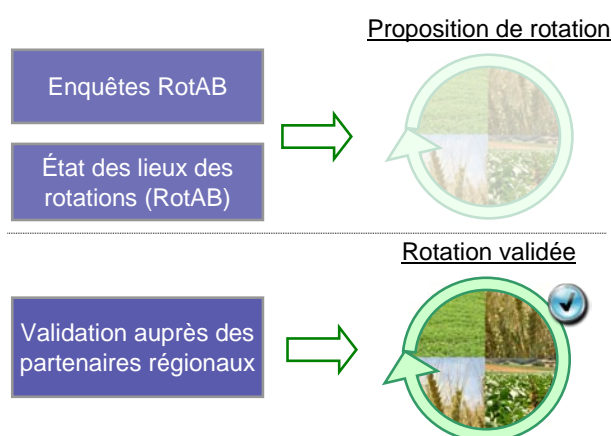 Proposition de rotation
Enquêtes RotAB
État des lieux des
rotations (RotAB)
Rotation validée
Validation auprès des
partenaires régionaux